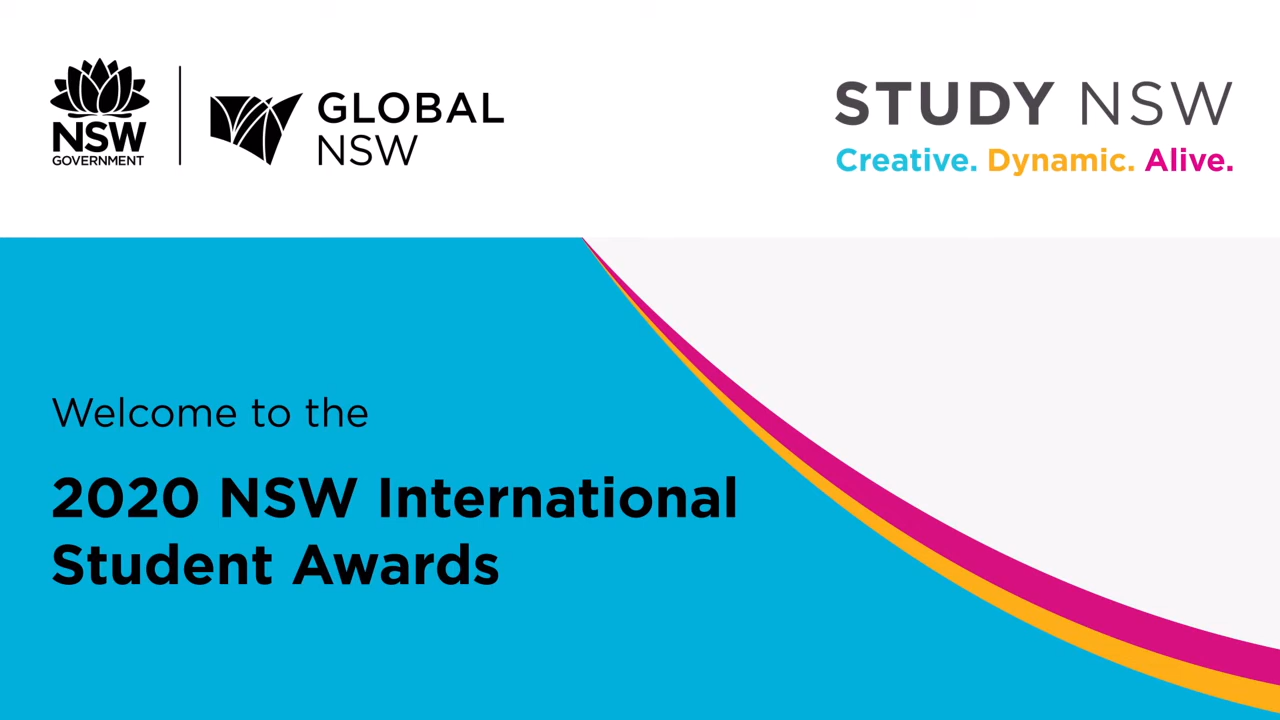 NSW
GOVERNMENT
GLOBAL
NSW
STUDY NSW
Creative. Dynamic. Alive.
Welcome to the
2020 NSW International
Student Awards